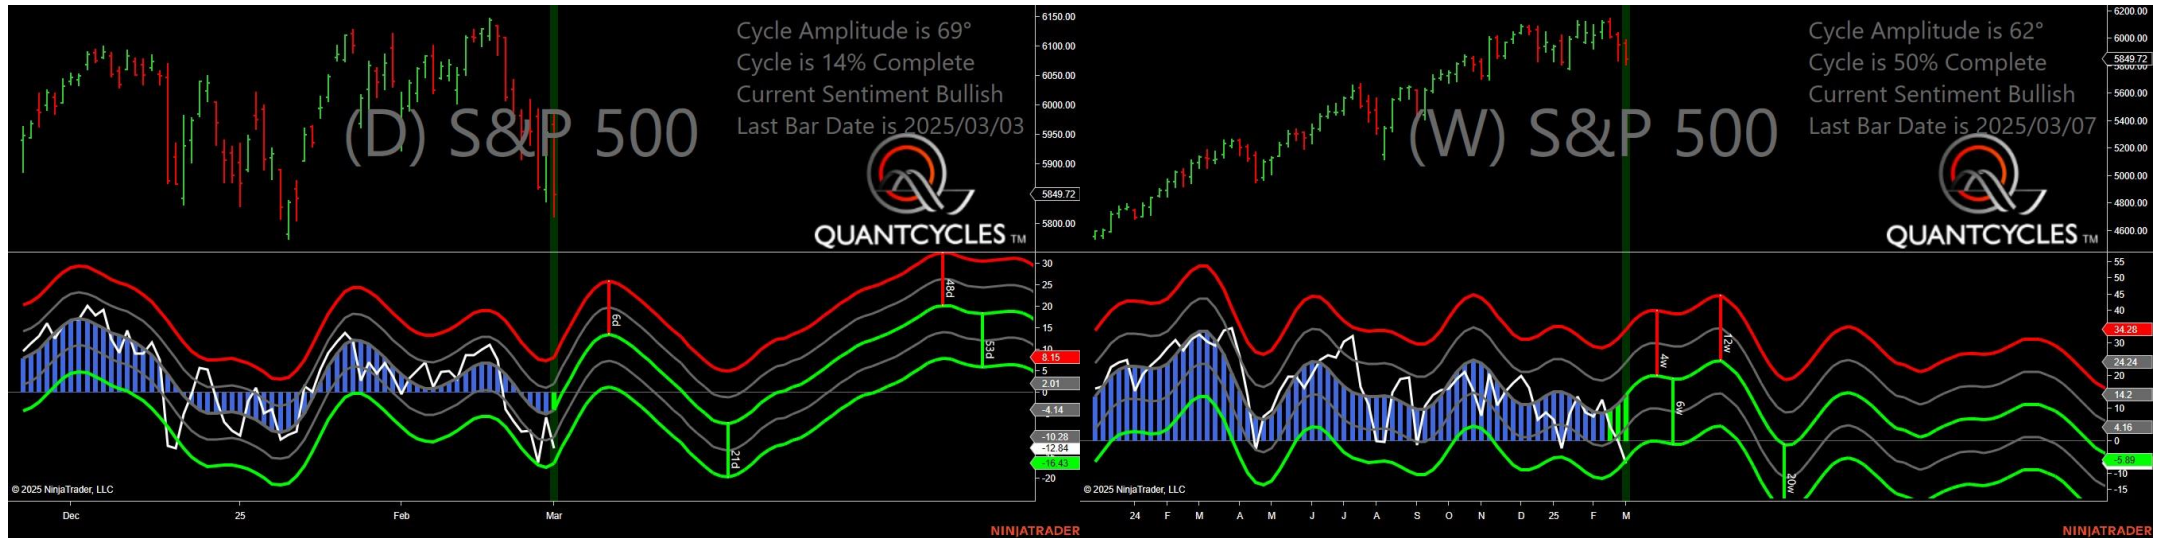 Cycle Amplitude is 69°
Cycle is 14% Complete
Current Sentiment Bullish
Last Bar Date is 2025/03/03
(D) S&P 500
QUANTCYCLES TM
6150.00
6100.00
6050.00
6000.00
5950.00
5900.00
5849.72
5800.00
6d
48d
53d
21d
30
25
20
15
10
8.15
5
2.01
0
-4.14
-10.28
-12.84
-16.43
-20
© 2025 NinjaTrader, LLC
Dec
25
Feb
Mar
NINJATRADER
Cycle Amplitude is 62°
Cycle is 50% Complete
Current Sentiment Bullish
Last Bar Date is 2025/03/07
(W) S&P 500
QUANTCYCLES TM
6200.00
6000.00
5849.72
5800.00
5600.00
5400.00
5200.00
5000.00
4800.00
4600.00
4w
12w
6w
20w
55
50
45
40
34.28
30
24.24
20
14.2
10
4.16
0
-5.89
-10
-15
© 2025 NinjaTrader, LLC
24 F M A M J J A S O N D 25 F M
NINJATRADER